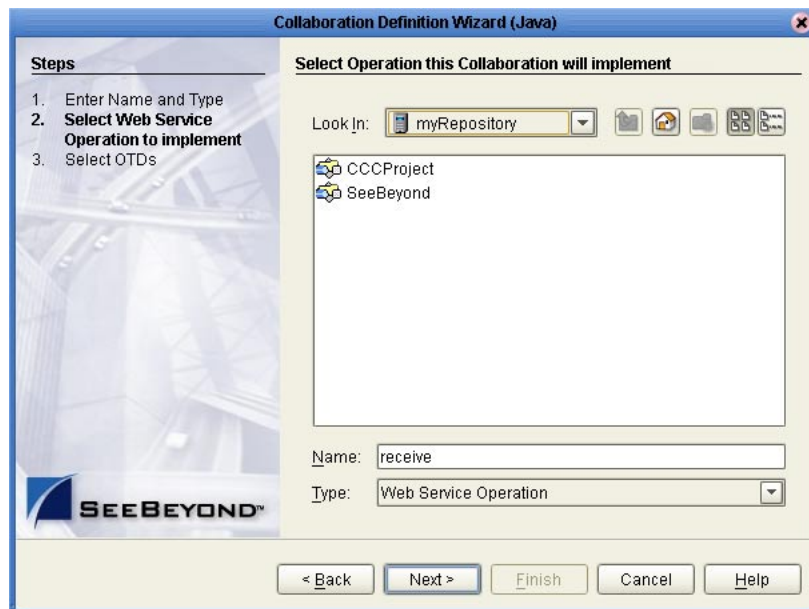 Collaboration Definition Wizard (Java)
Steps
1. Enter Name and Type
2. Select Web Service
Operation to implement
3. Select OTDs
Select Operation this Collaboration will implement
Look In: myRepository
CCCProject
SeeBeyond
Name: receive
Type: Web Service Operation
SEEBEYOND™
< Back Next > Finish Cancel Help